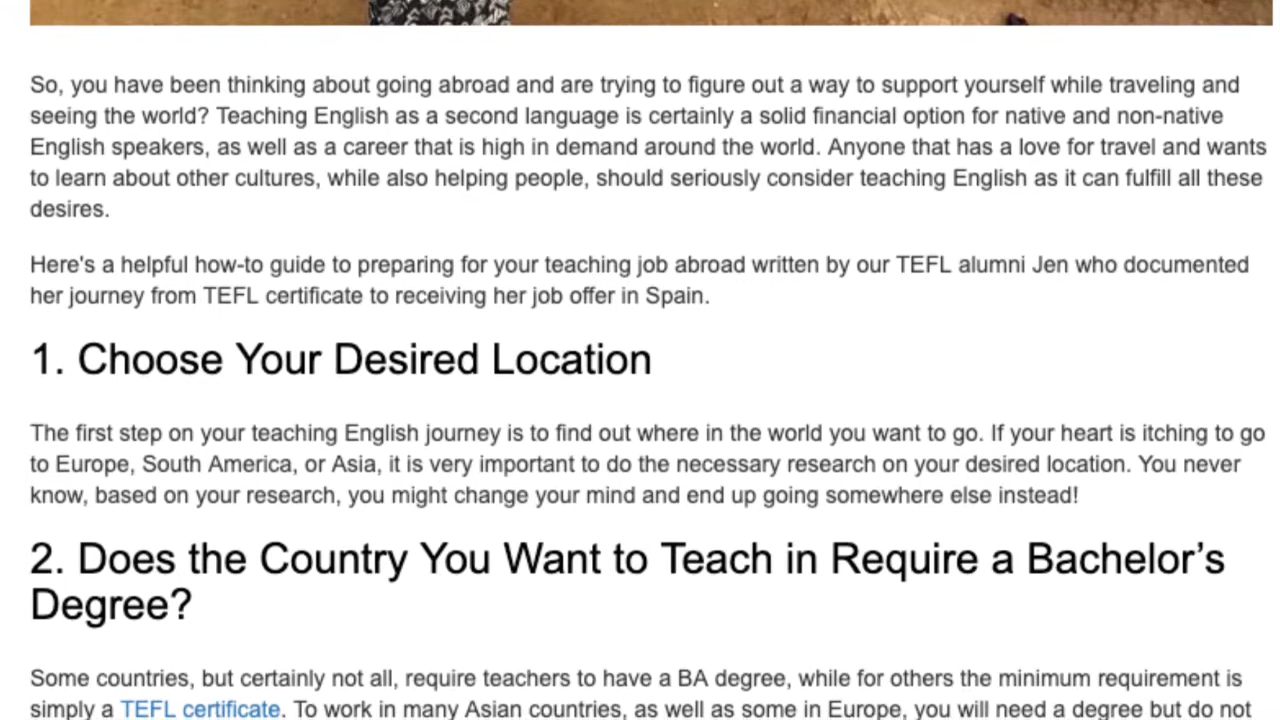 So, you have been thinking about going abroad and are trying to figure out a way to support yourself while traveling and
seeing the world? Teaching English as a second language is certainly a solid financial option for native and non-native
English speakers, as well as a career that is high in demand around the world. Anyone that has a love for travel and wants
to learn about other cultures, while also helping people, should seriously consider teaching English as it can fulfill all these
desires.
Here's a helpful how-to guide to preparing for your teaching job abroad written by our TEFL alumni Jen who documented
her journey from TEFL certificate to receiving her job offer in Spain.
1. Choose Your Desired Location
The first step on your teaching English journey is to find out where in the world you want to go. If your heart is itching to go
to Europe, South America, or Asia, it is very important to do the necessary research on your desired location. You never
know, based on your research, you might change your mind and end up going somewhere else instead!
2. Does the Country You Want to Teach in Require a Bachelor’s
Degree?
Some countries, but certainly not all, require teachers to have a BA degree, while for others the minimum requirement is
simply a TEFL certificate. To work in many Asian countries, as well as some in Europe, you will need a degree but do not